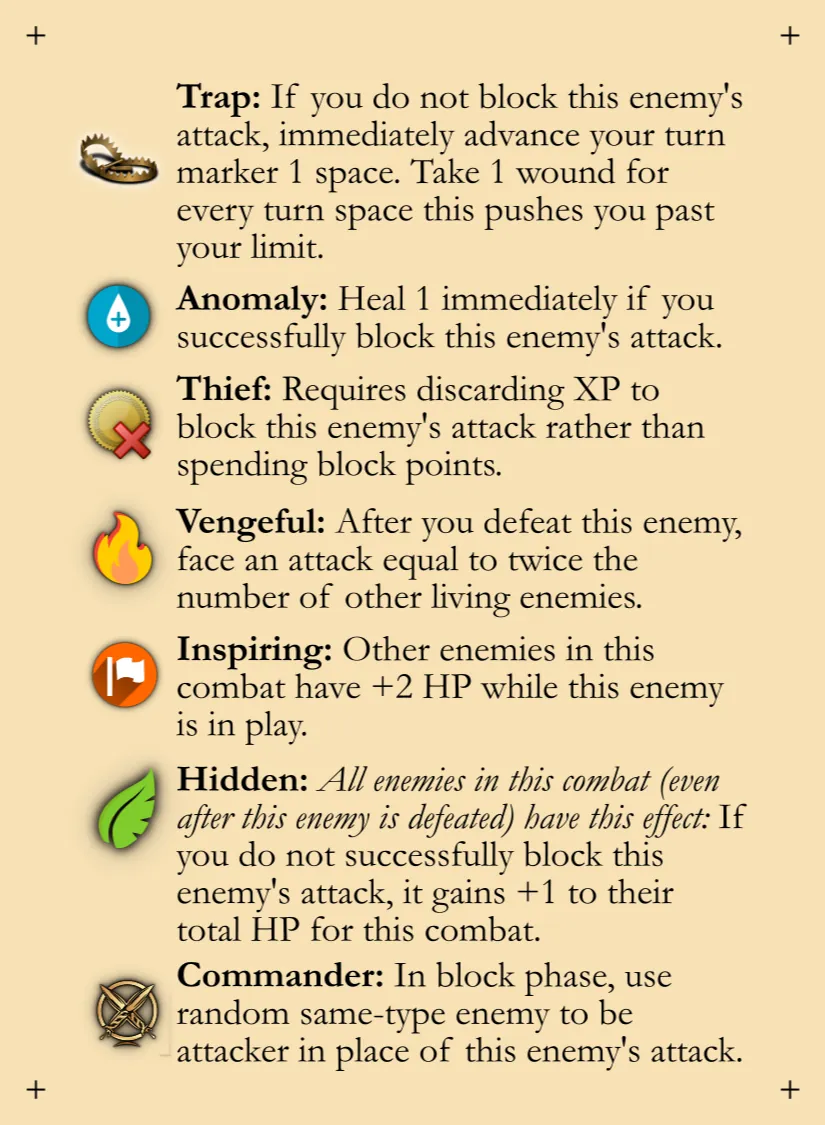 Trap: If you do not block this enemy's
attack, immediately advance your turn
marker 1 space. Take 1 wound for
every turn space this pushes you past
your limit.
Anomaly: Heal 1 immediately if you
successfully block this enemy's attack.
Thief: Requires discarding XP to
block this enemy's attack rather than
spending block points.
Vengeful: After you defeat this enemy,
face an attack equal to twice the
number of other living enemies.
Inspiring: Other enemies in this
combat have +2 HP while this enemy
is in play.
Hidden: All enemies in this combat (even
after this enemy is defeated) have this effect: If
you do not successfully block this
enemy's attack, it gains +1 to their
total HP for this combat.
Commander: In block phase, use
random same-type enemy to be
attacker in place of this enemy's attack.